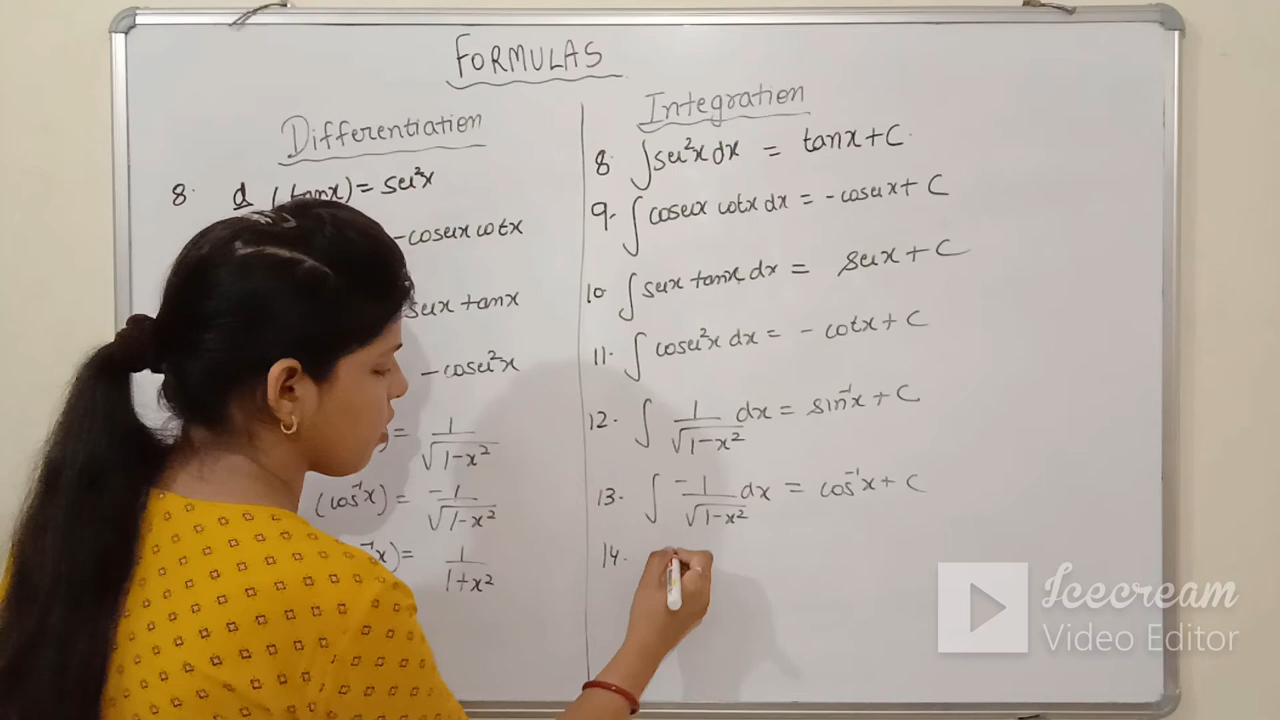 FORMULAS
Differentiation
8. d (tanx) = sec²x
-cosecx cotx
secx tanx
-cosec²x
) = 1/√1-x²
(cos⁻¹x) = -1/√1-x²
⁻¹x) = 1/1+x²
Integration
8. ∫sec²x dx = tanx+C
9. ∫cosecx cotx dx = -cosecx + C
10. ∫secx tanx dx = secx + C
11. ∫cosec²x dx = - cotx + C
12. ∫ 1/√1-x² dx = sin⁻¹x + C
13. ∫ -1/√1-x² dx = cos⁻¹x + C
14.
Icecream
Video Editor